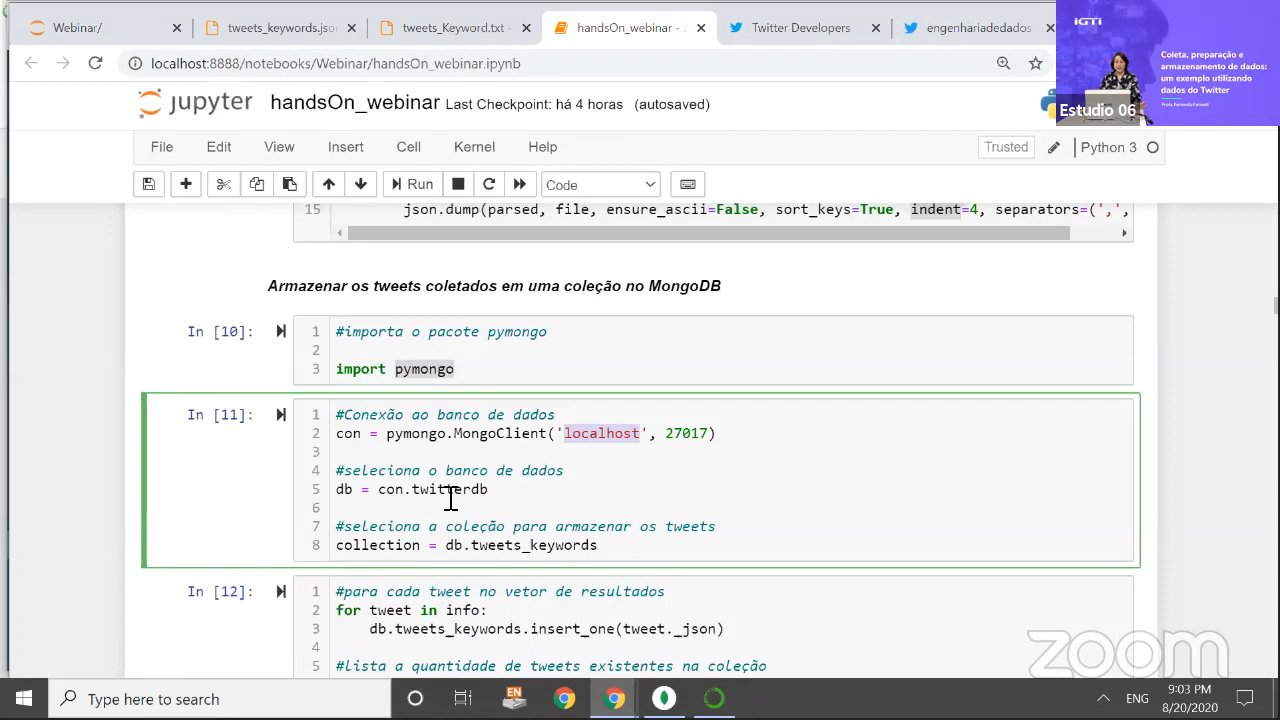 Webinar/
tweets_keywords.jso
tweets_Keyword.txt -
handsOn_webinar - J
Twitter Developers
engenhariadedados
localhost:8888/notebooks/Webinar/handsOn_webinar.ipynb
IGTI
Coleta, preparação e
armazenamento de dados:
um exemplo utilizando
dados do Twitter
Estudio 06
jupyter handsOn_webinar Last Checkpoint: há 4 horas (autosaved)
File Edit View Insert Cell Kernel Help
Trusted
Python 3
Run
Code
15 json.dump(parsed, file, ensure_ascii=False, sort_keys=True, indent=4, separators=(',',
Armazenar os tweets coletados em uma coleção no MongoDB
In [10]:
1 #importa o pacote pymongo
2
3 import pymongo
In [11]:
1 #Conexão ao banco de dados
2 con = pymongo.MongoClient('localhost', 27017)
3
4 #seleciona o banco de dados
5 db = con.twitterdb
6
7 #seleciona a coleção para armazenar os tweets
8 collection = db.tweets_keywords
In [12]:
1 #para cada tweet no vetor de resultados
2 for tweet in info:
3 db.tweets_keywords.insert_one(tweet._json)
4
5 #lista a quantidade de tweets existentes na coleção
zoom
Type here to search
EN
ENG
9:03 PM
8/20/2020